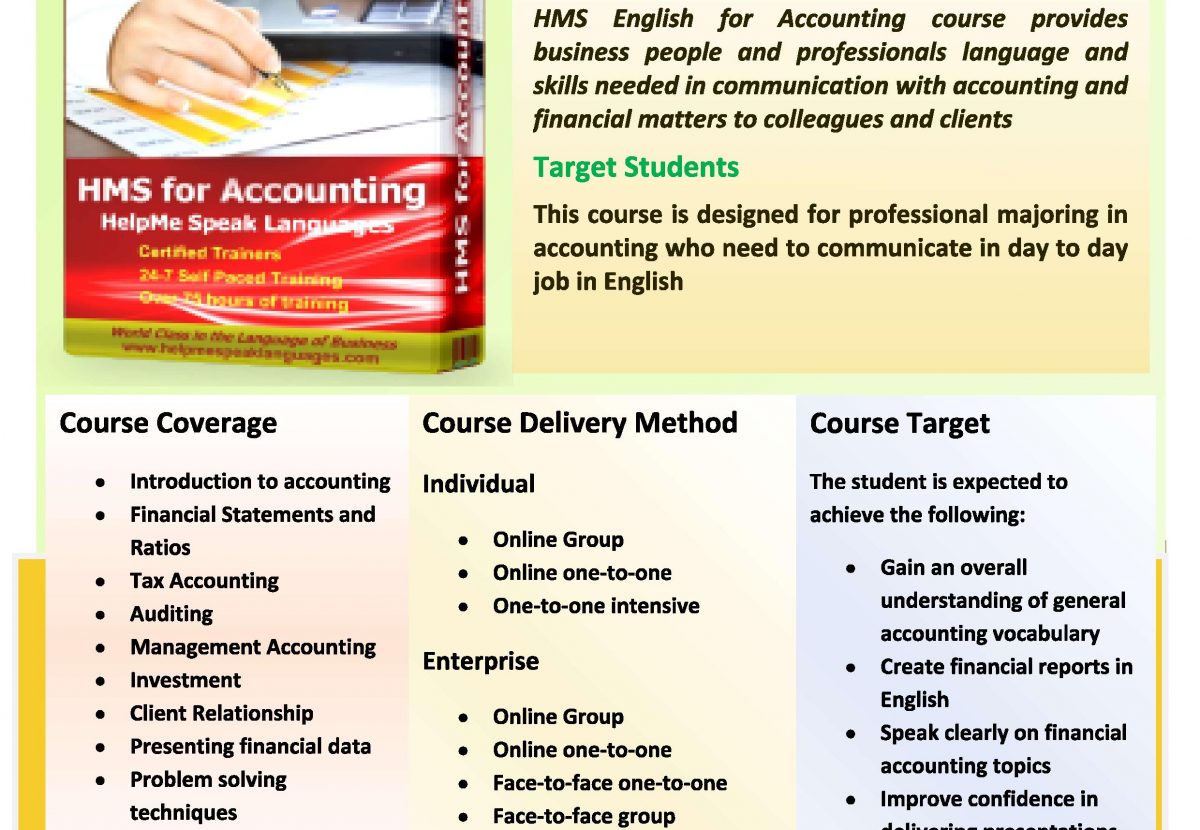 HMS English for Accounting course provides
business people and professionals language and
skills needed in communication with accounting and
financial matters to colleagues and clients
Target Students
This course is designed for professional majoring in
accounting who need to communicate in day to day
job in English
HMS for Accounting
HelpMe Speak Languages
Certified Trainers
24-7 Self Paced Training
Over 75 hours of training
World Class in the Language of Business
www.helpmespeaklanguages.com
HMS for Account
Course Coverage
• Introduction to accounting
• Financial Statements and
Ratios
• Tax Accounting
• Auditing
• Management Accounting
• Investment
• Client Relationship
• Presenting financial data
• Problem solving
techniques
Course Delivery Method
Individual
• Online Group
• Online one-to-one
• One-to-one intensive
Enterprise
• Online Group
• Online one-to-one
• Face-to-face one-to-one
• Face-to-face group
Course Target
The student is expected to
achieve the following:
• Gain an overall
understanding of general
accounting vocabulary
• Create financial reports in
English
• Speak clearly on financial
accounting topics
• Improve confidence in
delivering presentations